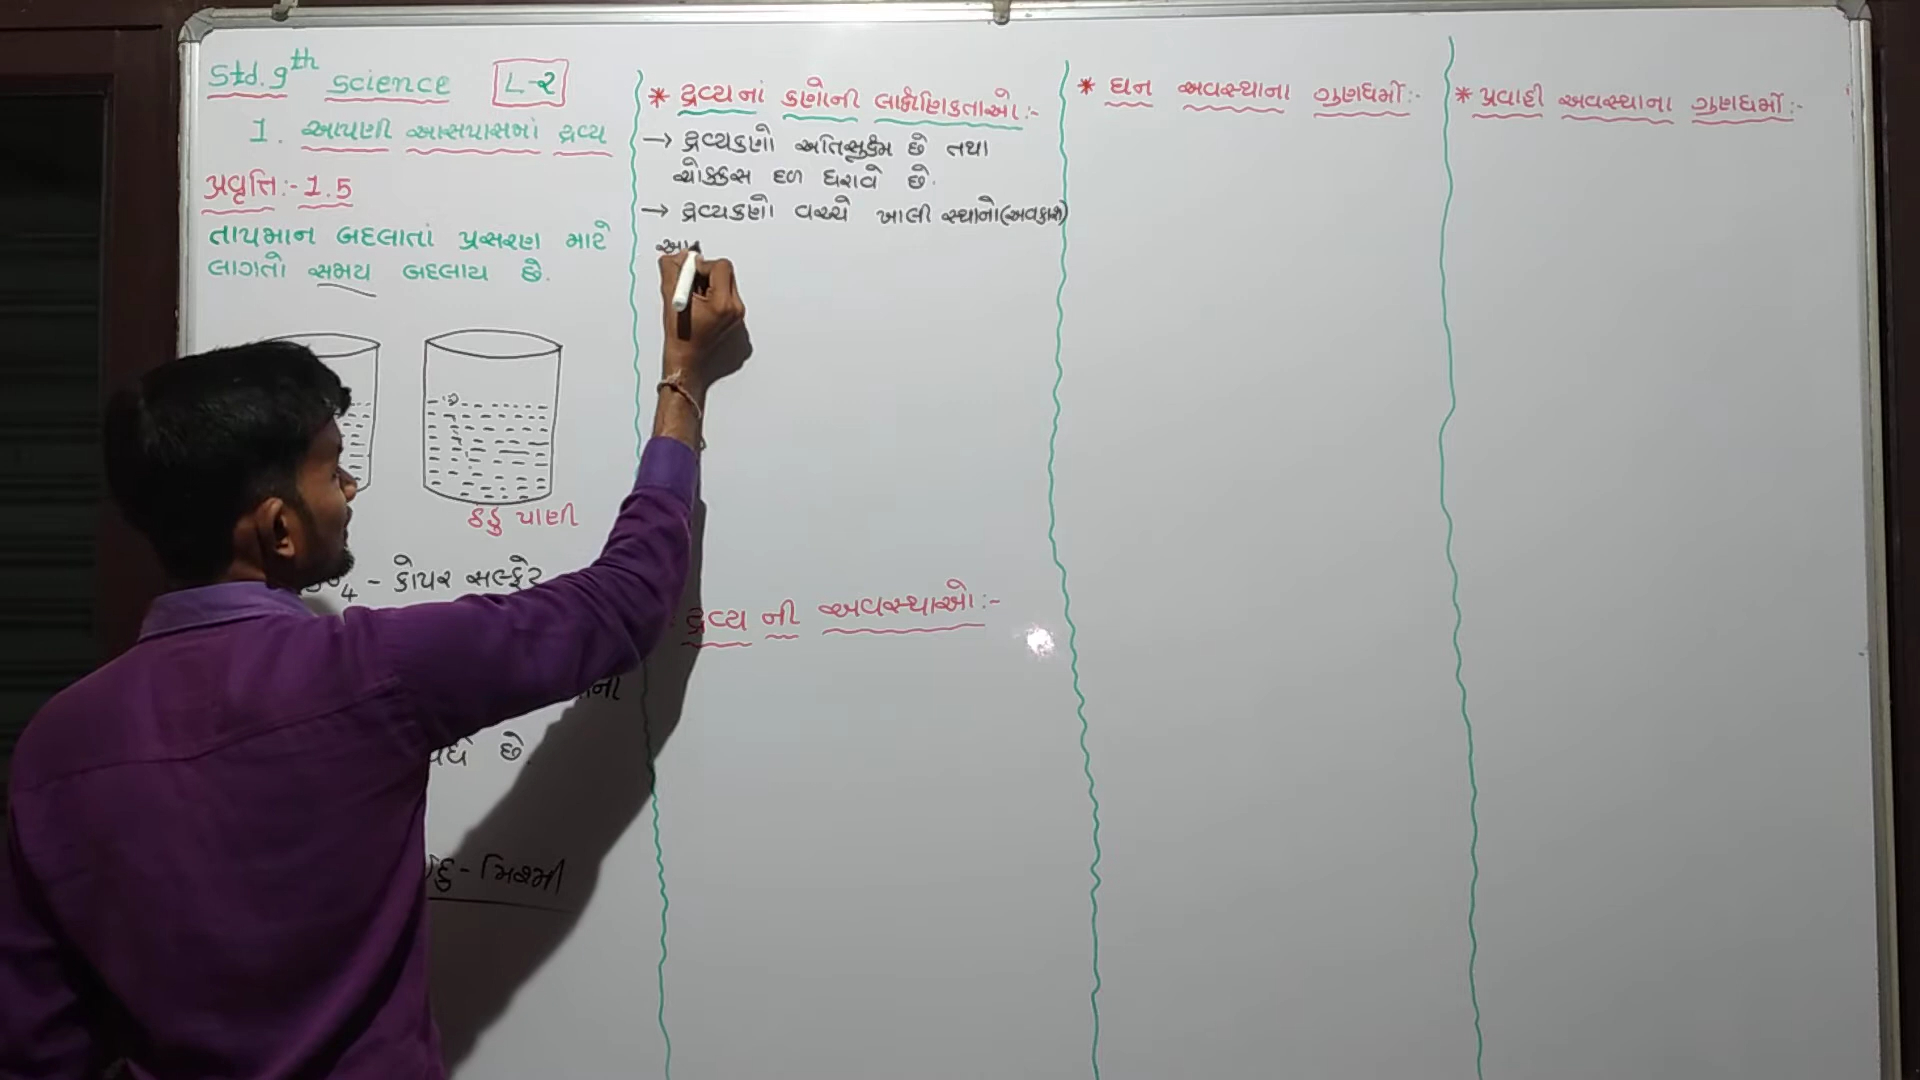 Std. 9th Science L-2
1. આપણી આસપાસમાં દ્રવ્ય
પ્રવૃત્તિ:- 1.5
તાપમાન બદલાતાં પ્રસરણ માટે
લાગતો સમય બદલાય છે.
ઠંડુ પાણી
4 - કોપર સલ્ફેટ
છે.
* દ્રવ્યનાં કણોની લાક્ષણિકતાઓ:-
→ દ્રવ્યકણો અતિસુક્ષ્મ છે તથા
ચોક્કસ દળ ધરાવે છે.
→ દ્રવ્યકણો વચ્ચે ખાલી સ્થાનો(અવકાશ)
દ્રવ્ય ની અવસ્થાઓ:-
* ઘન અવસ્થાના ગુણધર્મો:-
* પ્રવાહી અવસ્થાના ગુણધર્મો:-